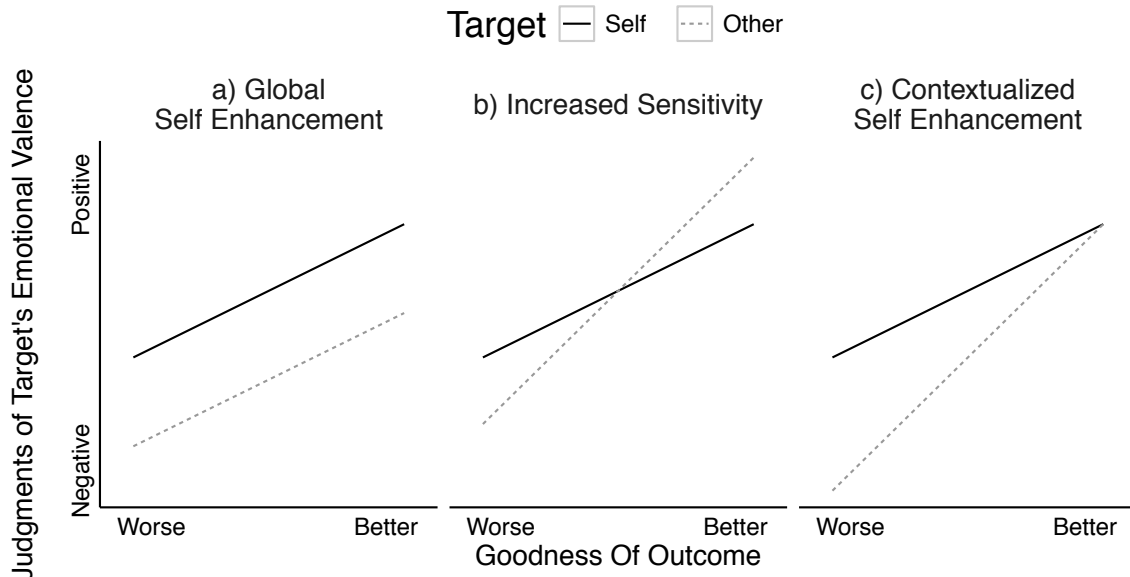 Target Self Other
a) Global
Self Enhancement
b) Increased Sensitivity
c) Contextualized
Self Enhancement
Judgments of Target's Emotional Valence
Positive
Negative
Worse Better Worse Better Worse Better
Goodness Of Outcome